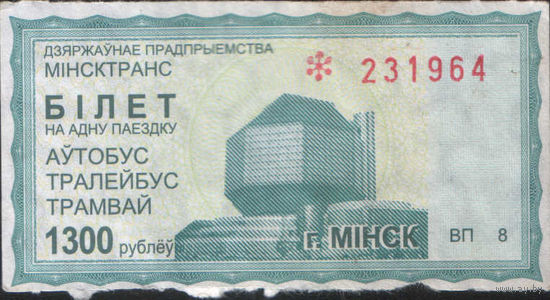 ДЗЯРЖАЎНАЕ ПРАДПРЫЕМСТВА
МІНСКТРАНС
✻ 231964
БІЛЕТ
НА АДНУ ПАЕЗДКУ
АЎТОБУС
ТРАЛЕЙБУС
ТРАМВАЙ
1300 рублёў
Г. МІНСК
ВП 8